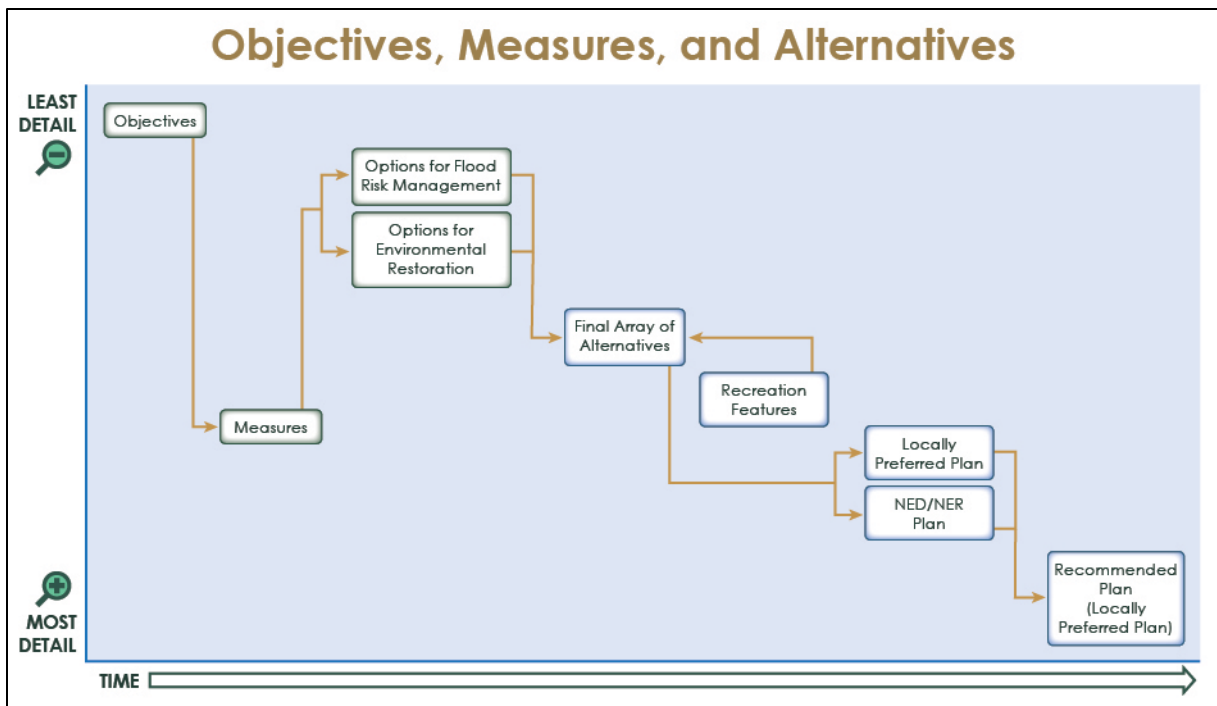 Objectives, Measures, and Alternatives
LEAST
DETAIL
Objectives
Options for Flood
Risk Management
Options for
Environmental
Restoration
Final Array of
Alternatives
Recreation
Features
Measures
Locally
Preferred Plan
NED/NER
Plan
Recommended
Plan
(Locally
Preferred Plan)
MOST
DETAIL
TIME